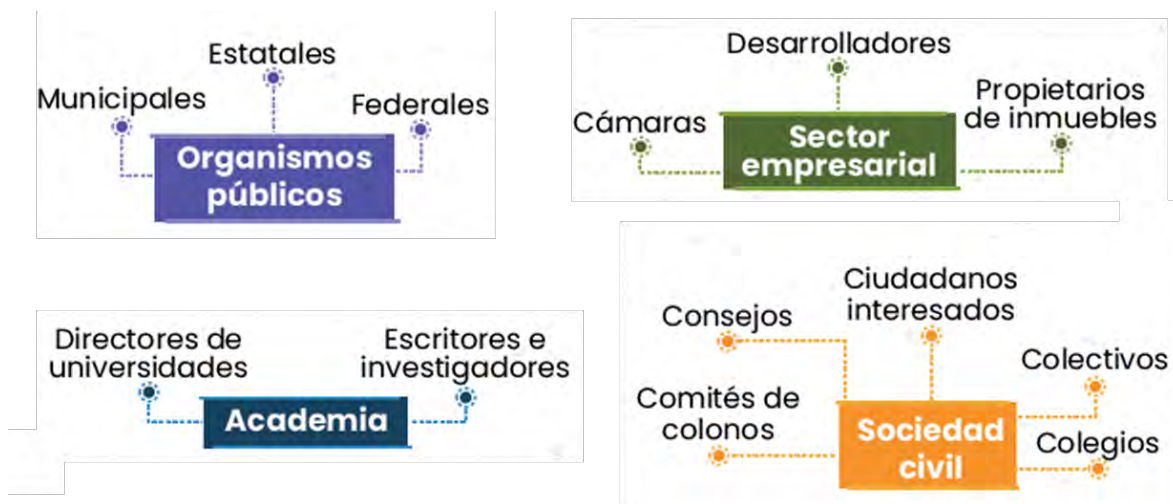 Estatales
Municipales
Federales
Organismos
públicos
Desarrolladores
Cámaras
Propietarios
de inmuebles
Sector
empresarial
Directores de
universidades
Escritores e
investigadores
Academia
Ciudadanos
interesados
Consejos
Colectivos
Comités de
colonos
Colegios
Sociedad
civil